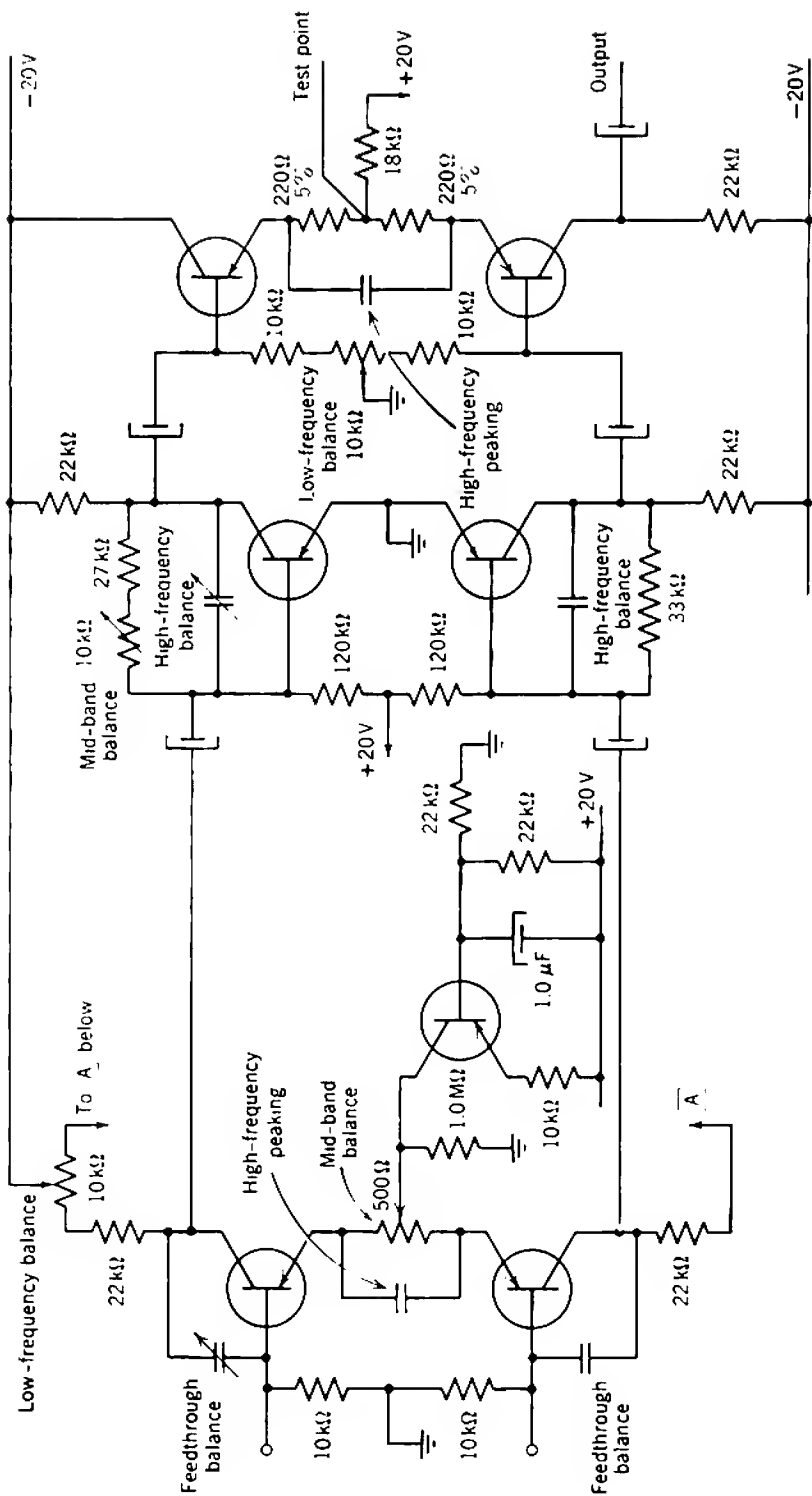 Low-frequency balance
10kΩ
To A below
22kΩ
Feedthrough
balance
10kΩ
10kΩ
Feedthrough
balance
High-frequency
peaking
Mid-band
balance
500Ω
1.0MΩ
10kΩ
22kΩ
A
1.0 μF
22kΩ
22kΩ
+20V
Mid-band
balance
10kΩ
27kΩ
22kΩ
High-frequency
balance
120kΩ
+20V
120kΩ
High-frequency
balance
33kΩ
22kΩ
Low-frequency
balance
10kΩ
10kΩ
10kΩ
High-frequency
peaking
220Ω
5%
220Ω
5%
Test point
18kΩ
+20V
-20V
Output
22kΩ
-20V